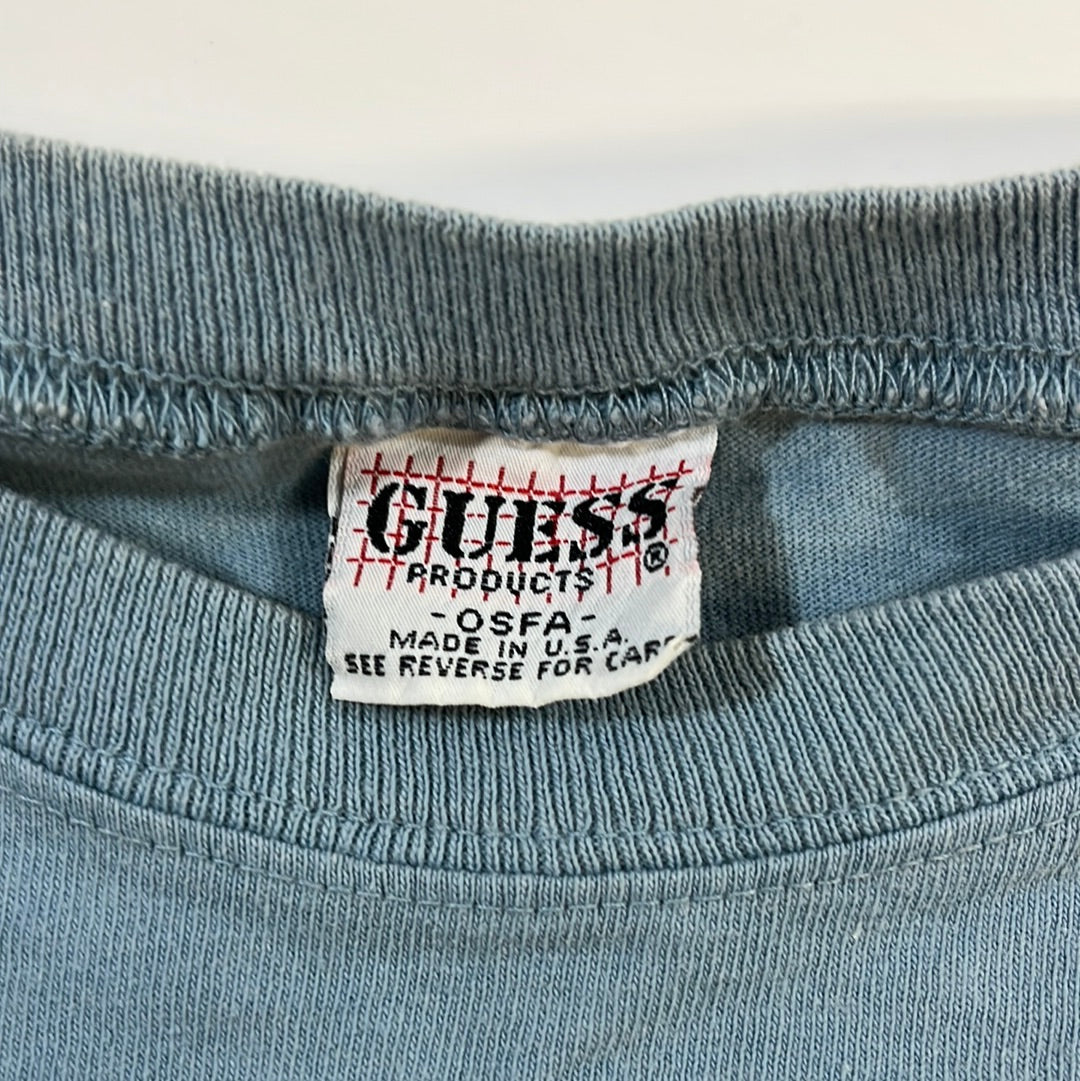 GUESS ®
PRODUCTS
-OSFA-
MADE IN U.S.A.
SEE REVERSE FOR CARE